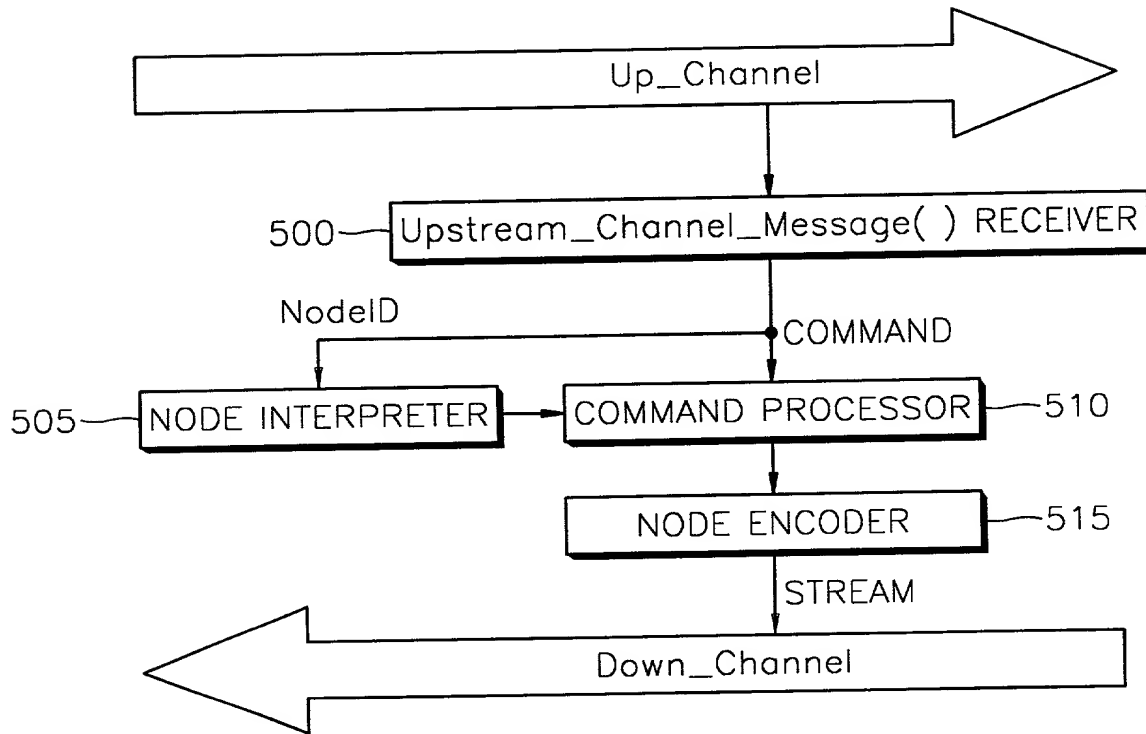 Up_Channel
500
Upstream_Channel_Message( ) RECEIVER
NodeID
COMMAND
505
NODE INTERPRETER
COMMAND PROCESSOR
510
NODE ENCODER
515
STREAM
Down_Channel